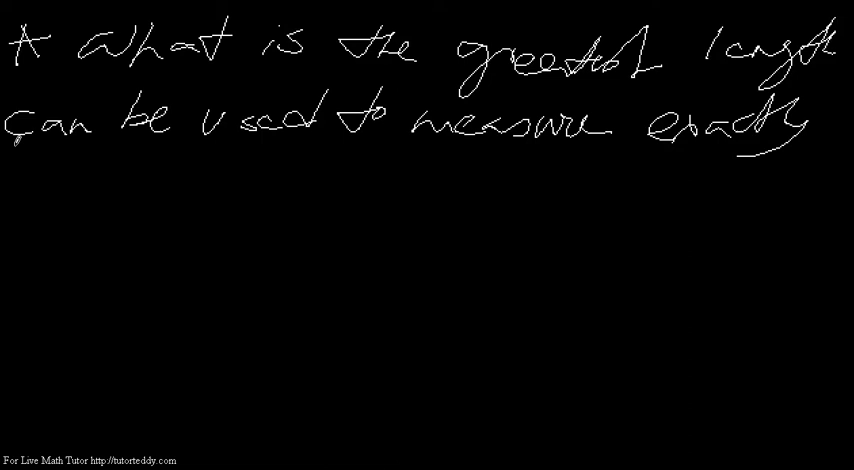 * What is the greatest length
can be used to measure exactly
For Live Math Tutor http://tutorteddy.com